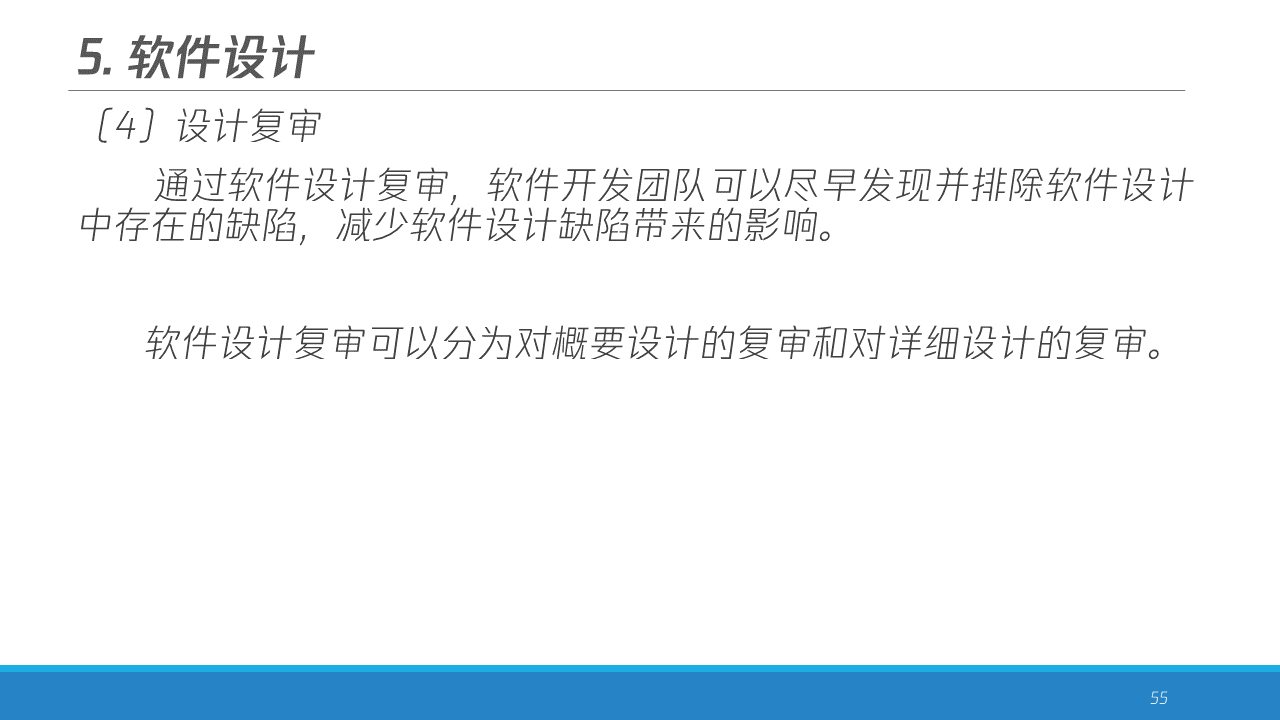 5. 软件设计
（4）设计复审
通过软件设计复审，软件开发团队可以尽早发现并排除软件设计
中存在的缺陷，减少软件设计缺陷带来的影响。
软件设计复审可以分为对概要设计的复审和对详细设计的复审。
55